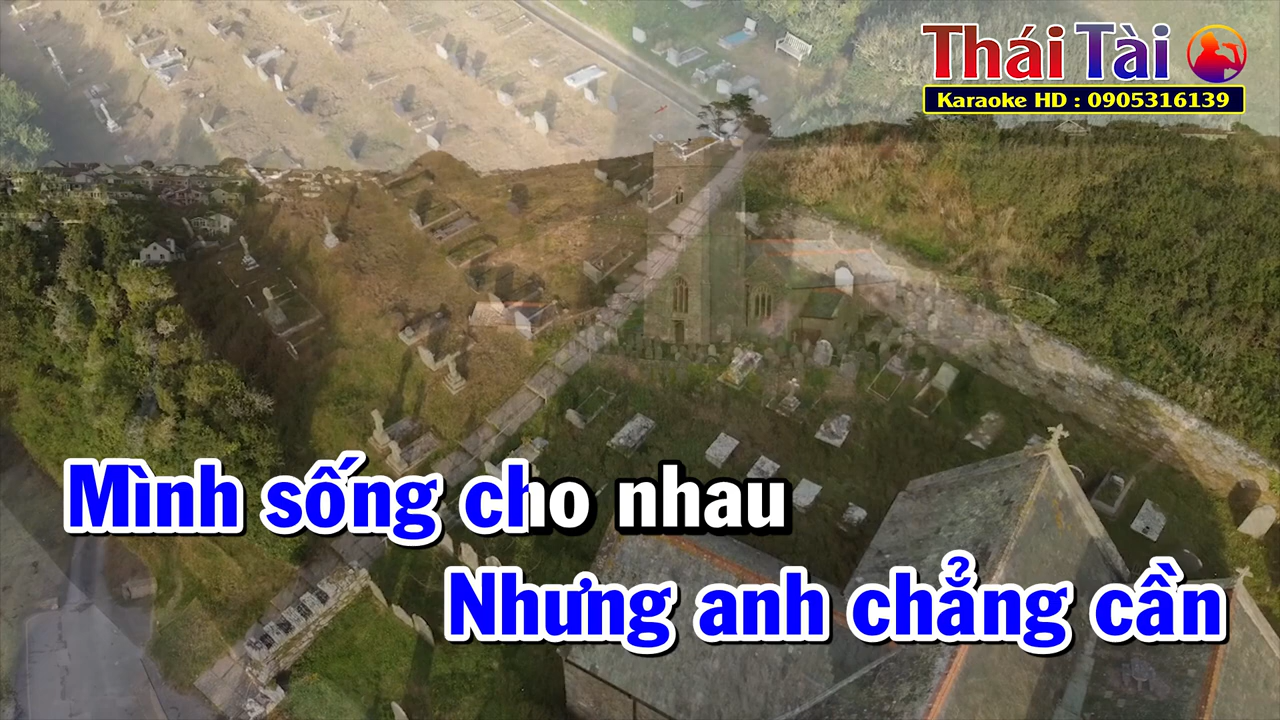 Thái Tài
Karaoke HD : 0905316139
Mình sống cho nhau
Nhưng anh chẳng cần